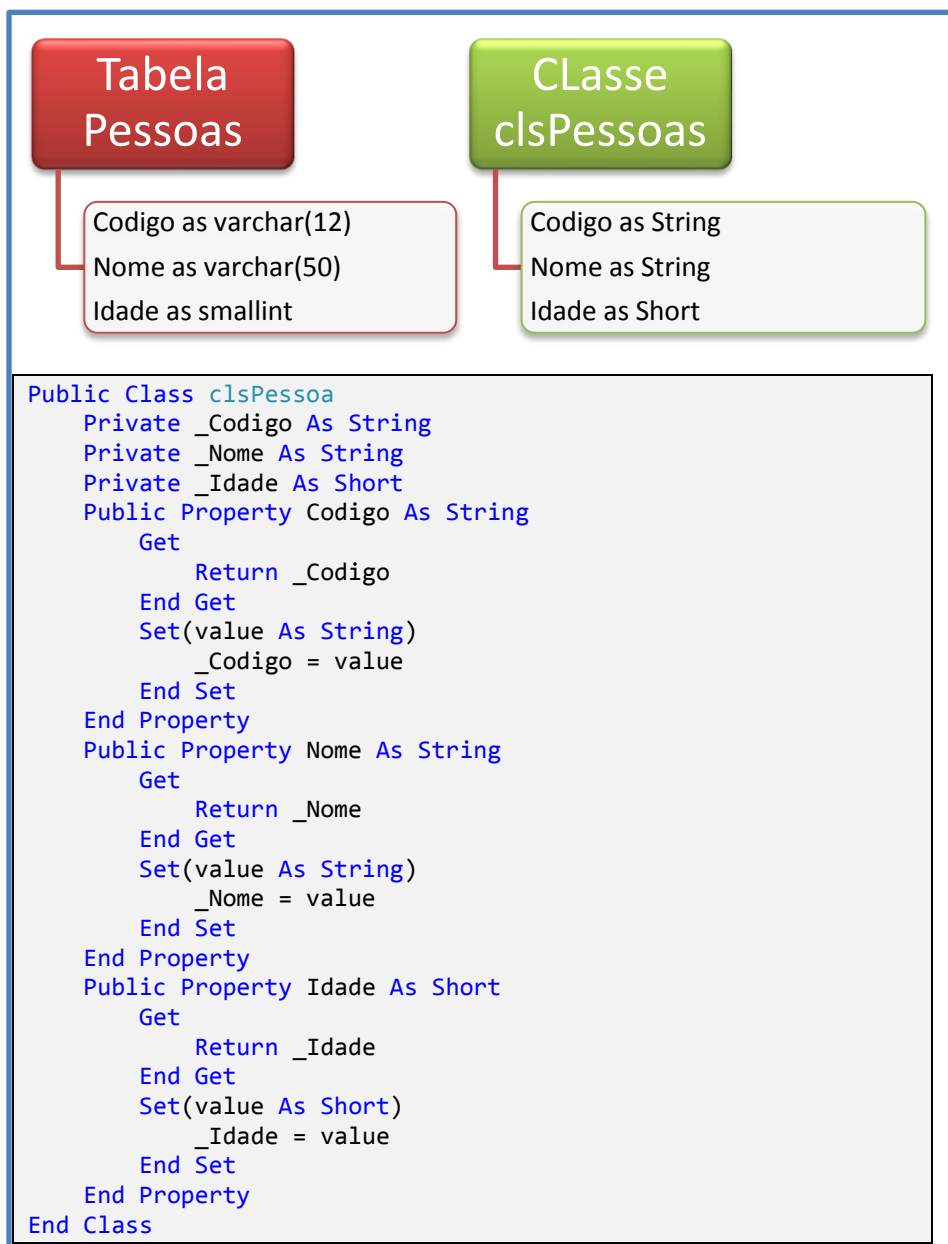 Tabela
Pessoas
Codigo as varchar(12)
Nome as varchar(50)
Idade as smallint
CLasse
clsPessoas
Codigo as String
Nome as String
Idade as Short
Public Class clsPessoa
    Private _Codigo As String
    Private _Nome As String
    Private _Idade As Short
    Public Property Codigo As String
        Get
            Return _Codigo
        End Get
        Set(value As String)
            _Codigo = value
        End Set
    End Property
    Public Property Nome As String
        Get
            Return _Nome
        End Get
        Set(value As String)
            _Nome = value
        End Set
    End Property
    Public Property Idade As Short
        Get
            Return _Idade
        End Get
        Set(value As Short)
            _Idade = value
        End Set
    End Property
End Class